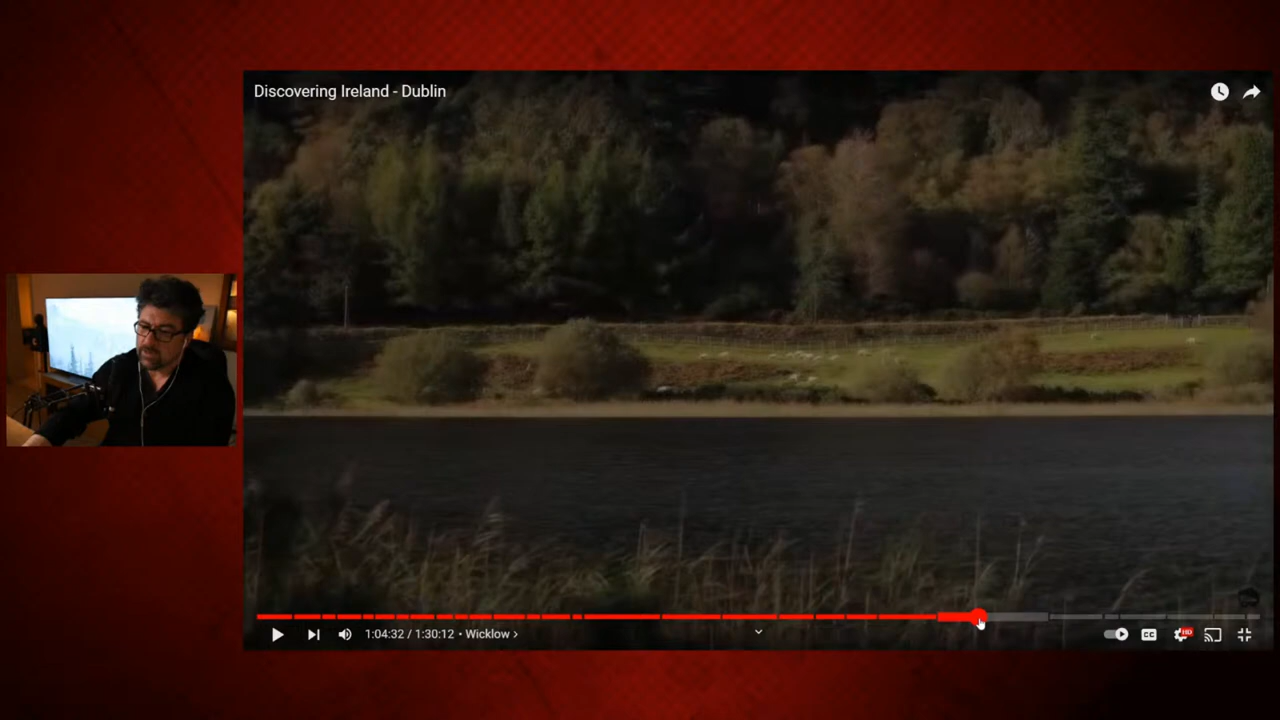 Discovering Ireland - Dublin
1:04:32 / 1:30:12 • Wicklow ›
CC
HD